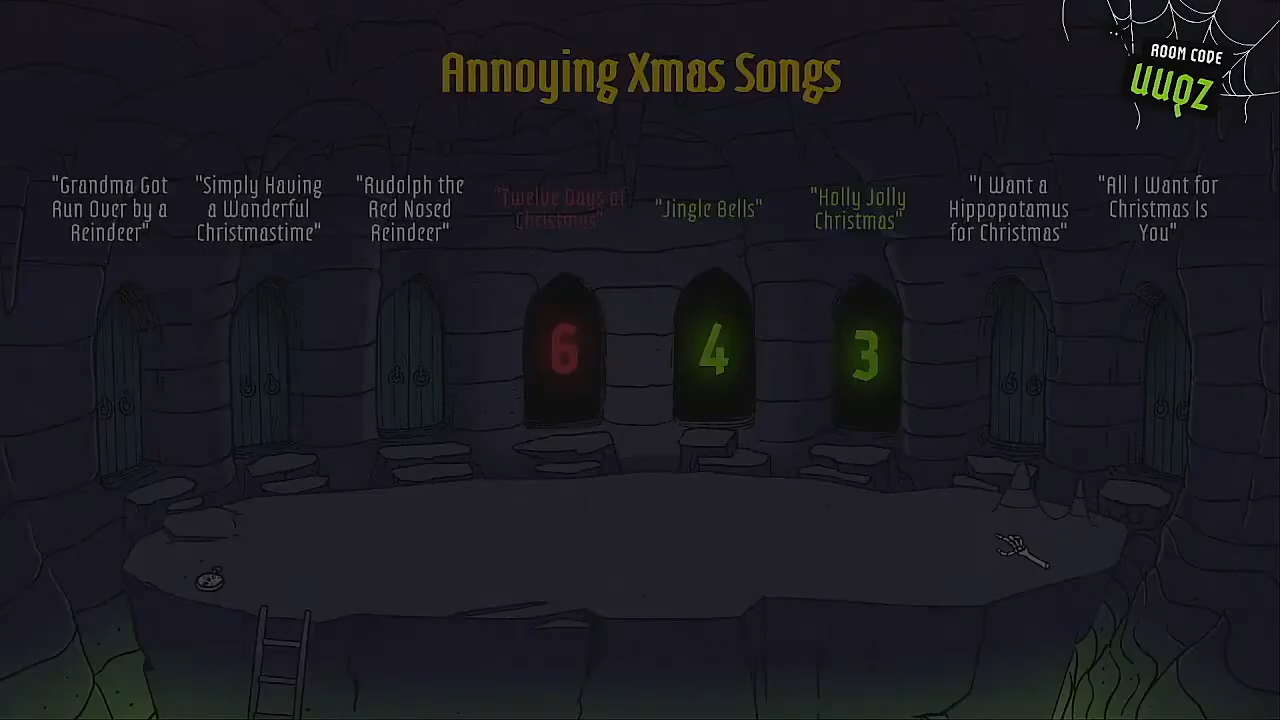 Annoying Xmas Songs
ROOM CODE
UUQZ
"Grandma Got
Run Over by a
Reindeer"
"Simply Having
a Wonderful
Christmastime"
"Rudolph the
Red Nosed
Reindeer"
"Twelve Days of
Christmas"
"Jingle Bells"
"Holly Jolly
Christmas"
"I Want a
Hippopotamus
for Christmas"
"All I Want for
Christmas Is
You"
6
4
3